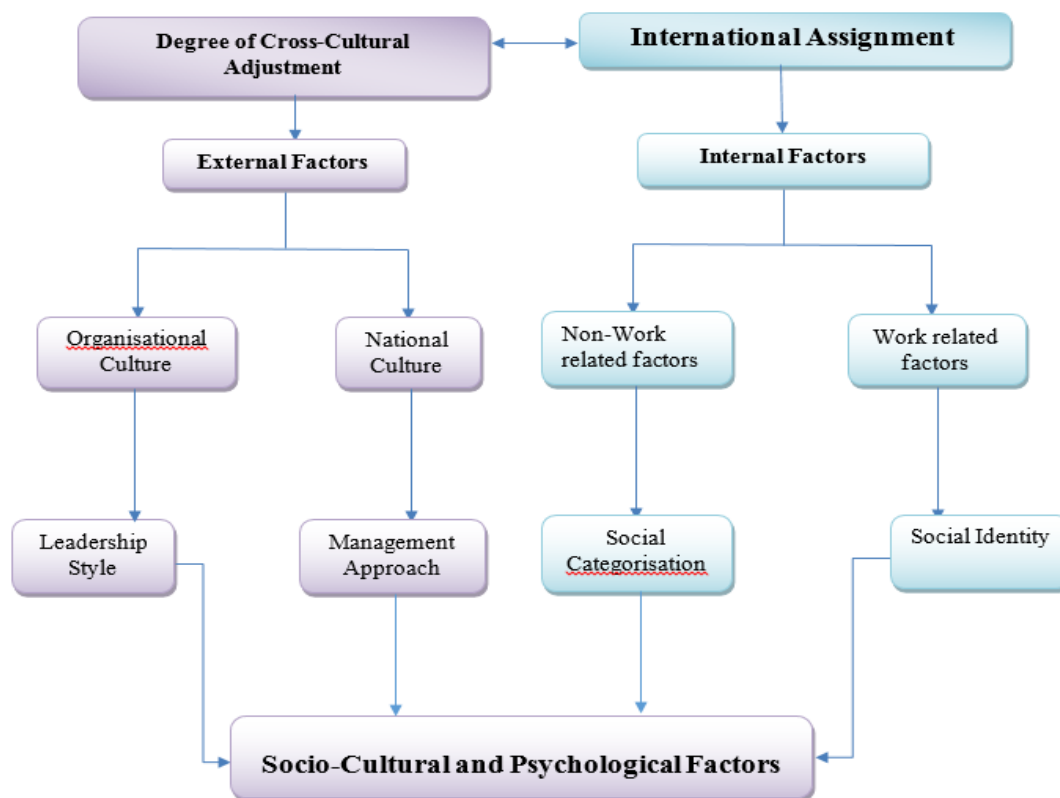 Degree of Cross-Cultural
Adjustment
International Assignment
External Factors
Internal Factors
Organisational
Culture
National
Culture
Non-Work
related factors
Work related
factors
Leadership
Style
Management
Approach
Social
Categorisation
Social Identity
Socio-Cultural and Psychological Factors